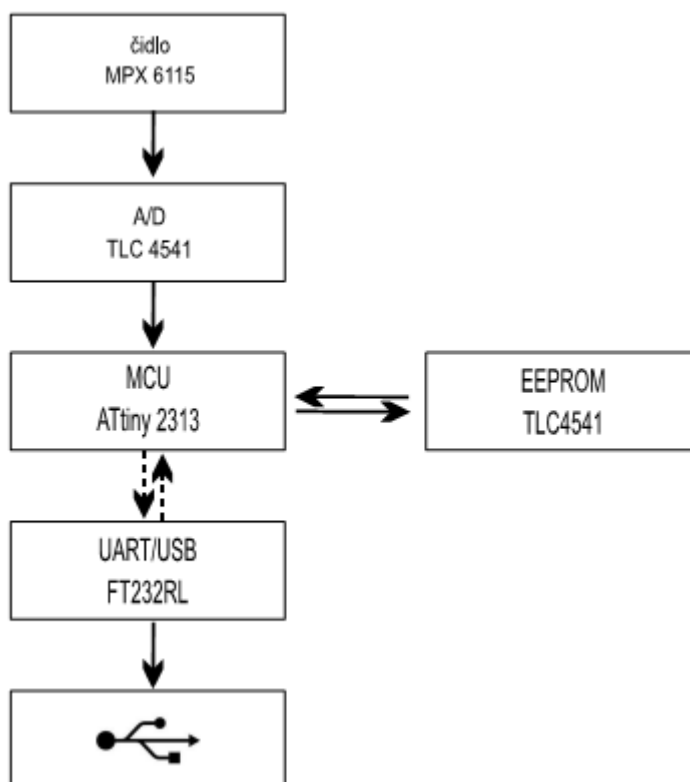 čidlo
MPX 6115
A/D
TLC 4541
MCU
ATtiny 2313
EEPROM
TLC4541
UART/USB
FT232RL